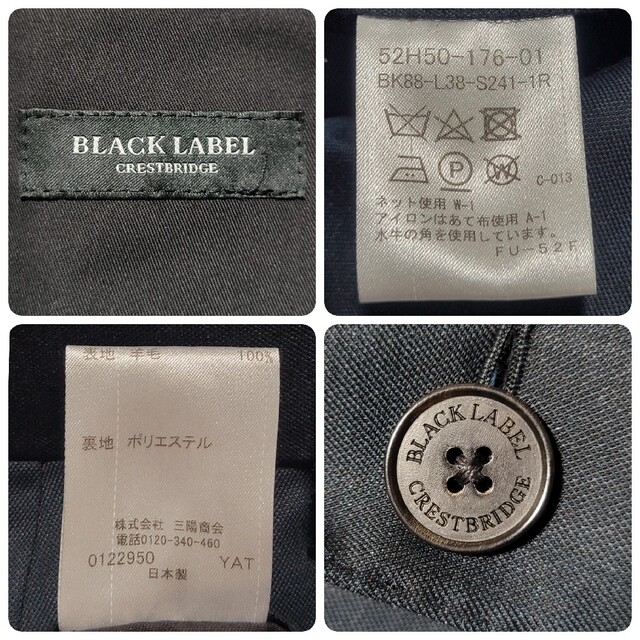 BLACK LABEL
CRESTBRIDGE
52H50-176-01
BK88-L38-S241-1R
C-013
ネット使用 W-1
アイロンはあて布使用 A-1
水牛の角を使用しています。
FU-52F
表地 羊毛 100%
裏地 ポリエステル
株式会社 三陽商会
電話0120-340-460
0122950 YAT
日本製
BLACK LABEL
CRESTBRIDGE